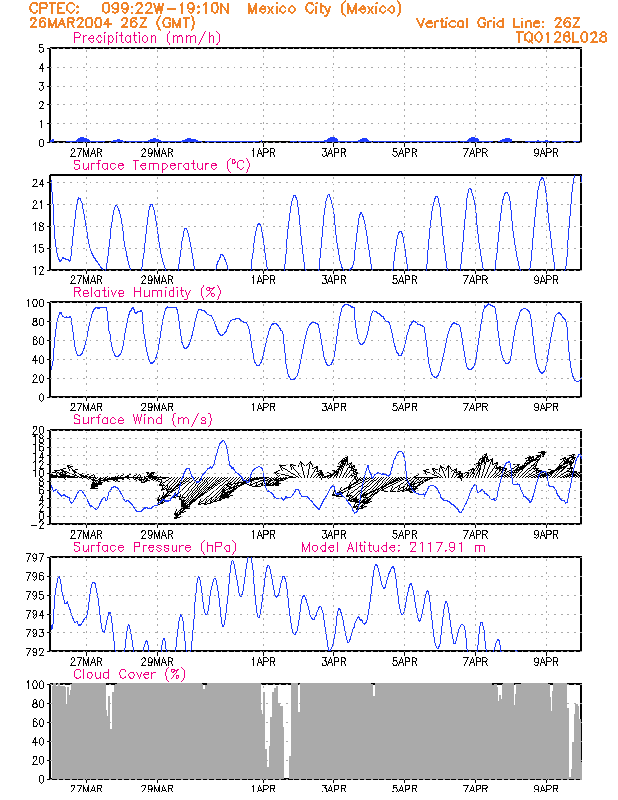 CPTEC: 099:22W-19:10N Mexico City (Mexico)
26MAR2004 26Z (GMT) Vertical Grid Line: 26Z
Precipitation (mm/h) TQ0126L028
5
4
3
2
1
0
27MAR 29MAR 1APR 3APR 5APR 7APR 9APR
Surface Temperature (°C)
24
21
18
15
12
27MAR 29MAR 1APR 3APR 5APR 7APR 9APR
Relative Humidity (%)
100
80
60
40
20
0
27MAR 29MAR 1APR 3APR 5APR 7APR 9APR
Surface Wind (m/s)
20
18
16
14
12
10
8
6
4
2
0
-2
27MAR 29MAR 1APR 3APR 5APR 7APR 9APR
Surface Pressure (hPa) Model Altitude: 2117.91 m
797
796
795
794
793
792
27MAR 29MAR 1APR 3APR 5APR 7APR 9APR
Cloud Cover (%)
100
80
60
40
20
0
27MAR 29MAR 1APR 3APR 5APR 7APR 9APR